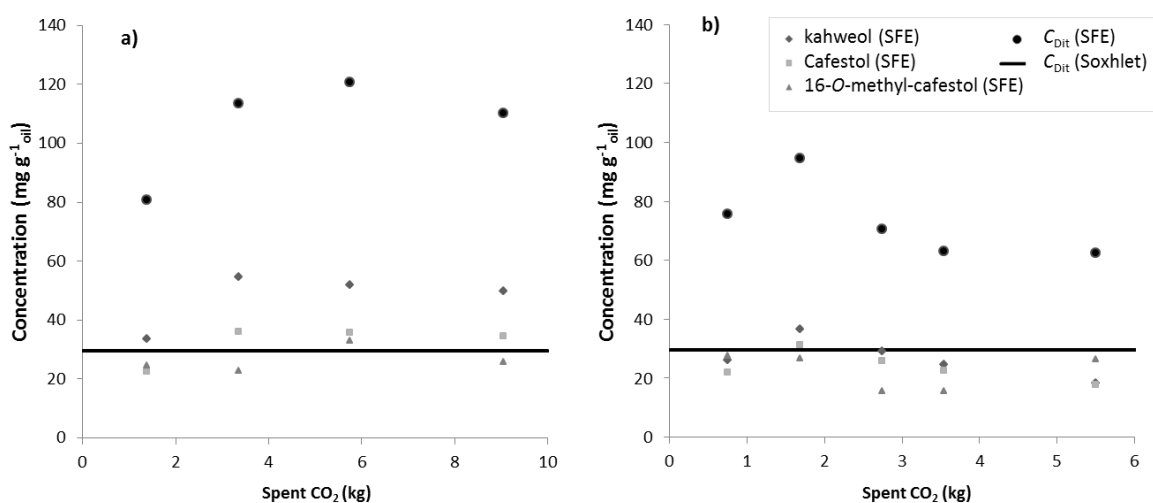 a)
140
120
100
80
60
40
20
0
Concentration (mg g⁻¹oil)
0 2 4 6 8 10
Spent CO₂ (kg)
b)
kahweol (SFE) CDit (SFE)
Cafestol (SFE) CDit (Soxhlet)
16-O-methyl-cafestol (SFE)
140
120
100
80
60
40
20
0
Concentration (mg g⁻¹oil)
0 1 2 3 4 5 6
Spent CO₂ (kg)